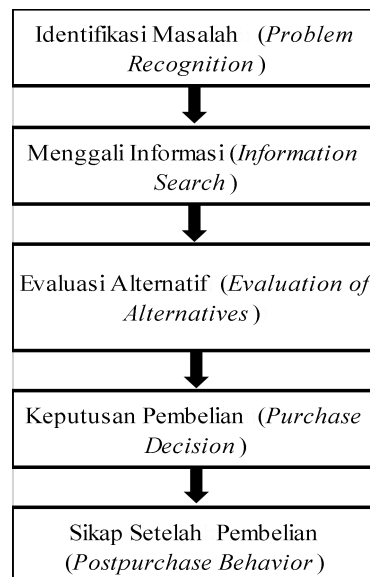 Identifikasi Masalah (Problem
Recognition)
Menggali Informasi (Information
Search)
Evaluasi Alternatif (Evaluation of
Alternatives)
Keputusan Pembelian (Purchase
Decision)
Sikap Setelah Pembelian
(Postpurchase Behavior)